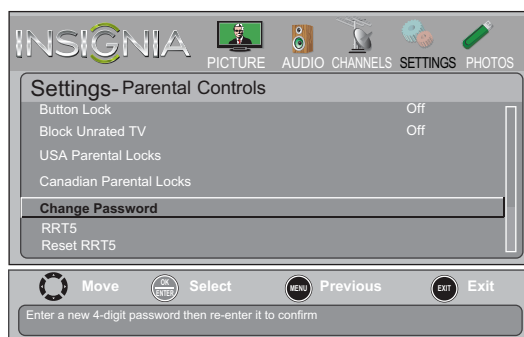 INSIGNIA
PICTURE AUDIO CHANNELS SETTINGS PHOTOS
Settings- Parental Controls
Button Lock Off
Block Unrated TV Off
USA Parental Locks
Canadian Parental Locks
Change Password
RRT5
Reset RRT5
Move OK ENTER Select MENU Previous EXIT Exit
Enter a new 4-digit password then re-enter it to confirm